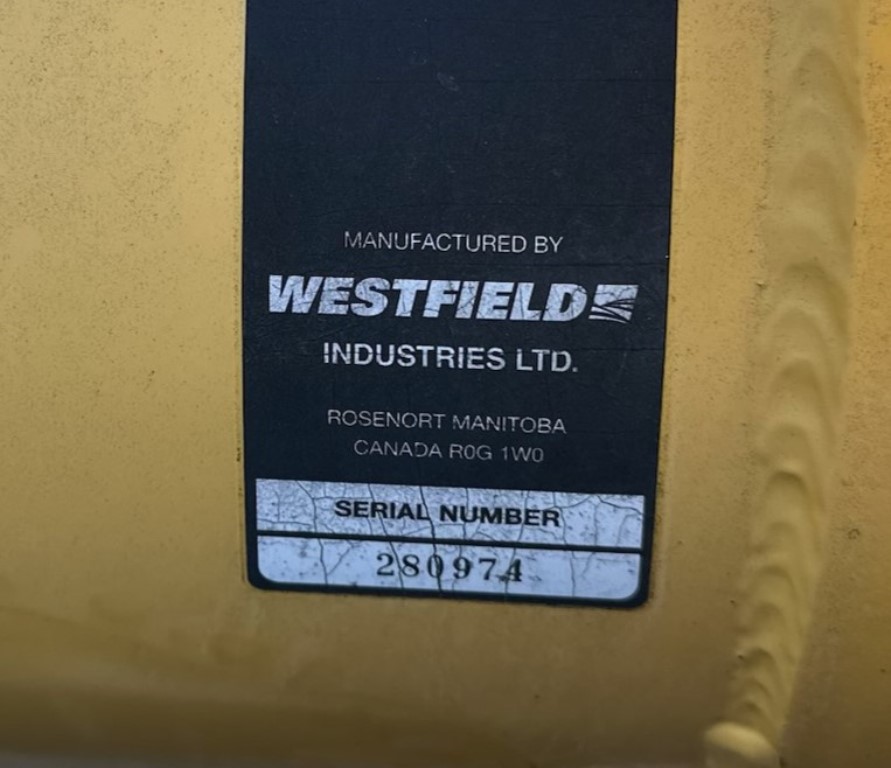 MANUFACTURED BY
WESTFIELD
INDUSTRIES LTD.
ROSENORT MANITOBA
CANADA R0G 1W0
SERIAL NUMBER
280974